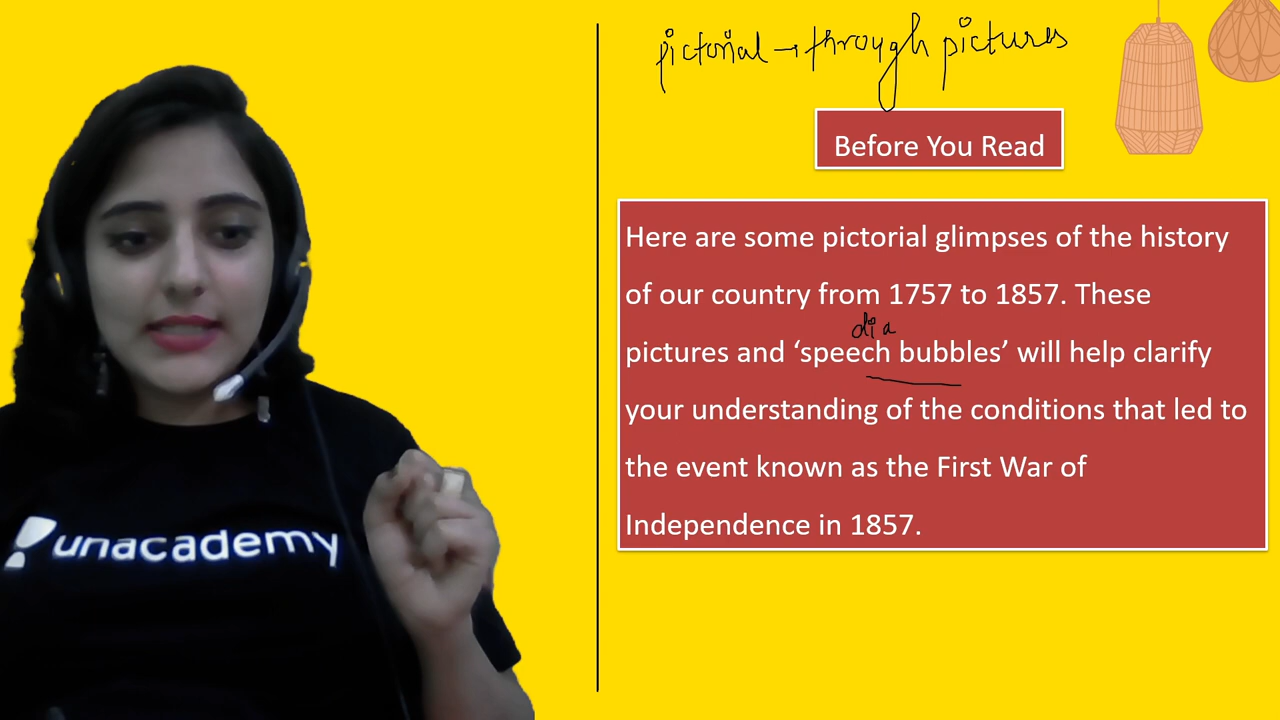 pictorial → through pictures
Before You Read
Here are some pictorial glimpses of the history
of our country from 1757 to 1857. These
dia
pictures and ‘speech bubbles’ will help clarify
your understanding of the conditions that led to
the event known as the First War of
Independence in 1857.
unacademy